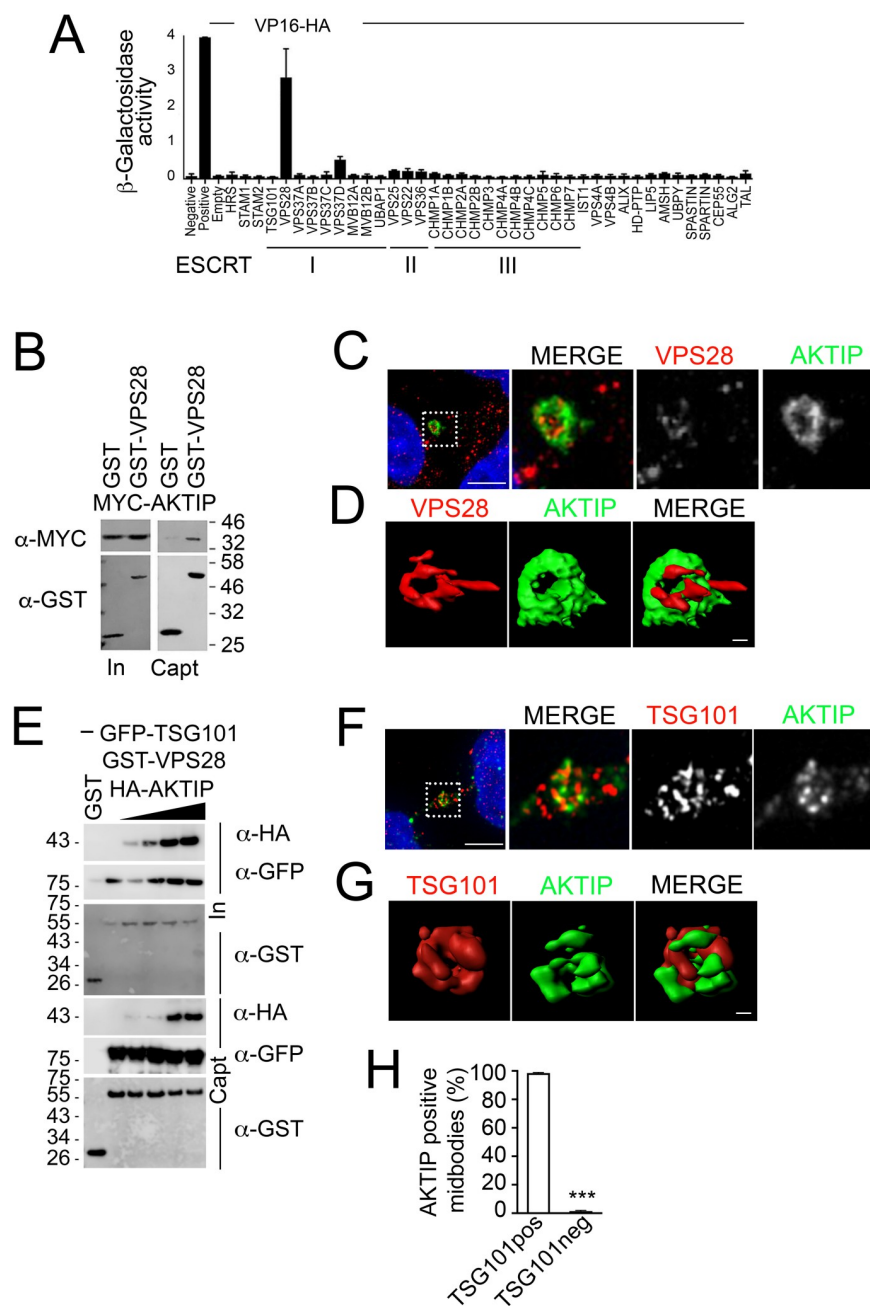 A
VP16-HA
β-Galactosidase
activity
4
3
2
1
0
Negative
Positive
Empty
HRS
STAM1
STAM2
TSG101
VPS28
VPS37A
VPS37B
VPS37C
VPS37D
MVB12A
MVB12B
UBAP1
VPS25
VPS22
VPS36
CHMP1A
CHMP1B
CHMP2A
CHMP2B
CHMP3
CHMP4A
CHMP4B
CHMP4C
CHMP5
CHMP6
CHMP7
IST1
VPS4A
VPS4B
ALIX
HD-PTP
LIP5
AMSH
UBPY
SPASTIN
SPARTIN
CEP55
ALG2
TAL
ESCRT I II III
B
GST
GST-VPS28
GST
GST-VPS28
MYC-AKTIP
α-MYC
46
32
58
α-GST
46
32
25
In Capt
C
MERGE VPS28 AKTIP
D
VPS28 AKTIP MERGE
E
– GFP-TSG101
GST-VPS28
GST
HA-AKTIP
43 - α-HA
75 - α-GFP
In
75 -
55 -
43 -
34 -
26 -
α-GST
43 - α-HA
75 - α-GFP
Capt
75 -
55 -
43 -
34 -
26 -
α-GST
F
MERGE TSG101 AKTIP
G
TSG101 AKTIP MERGE
H
AKTIP positive
midbodies (%)
100
80
60
40
20
0
***
TSG101pos
TSG101neg